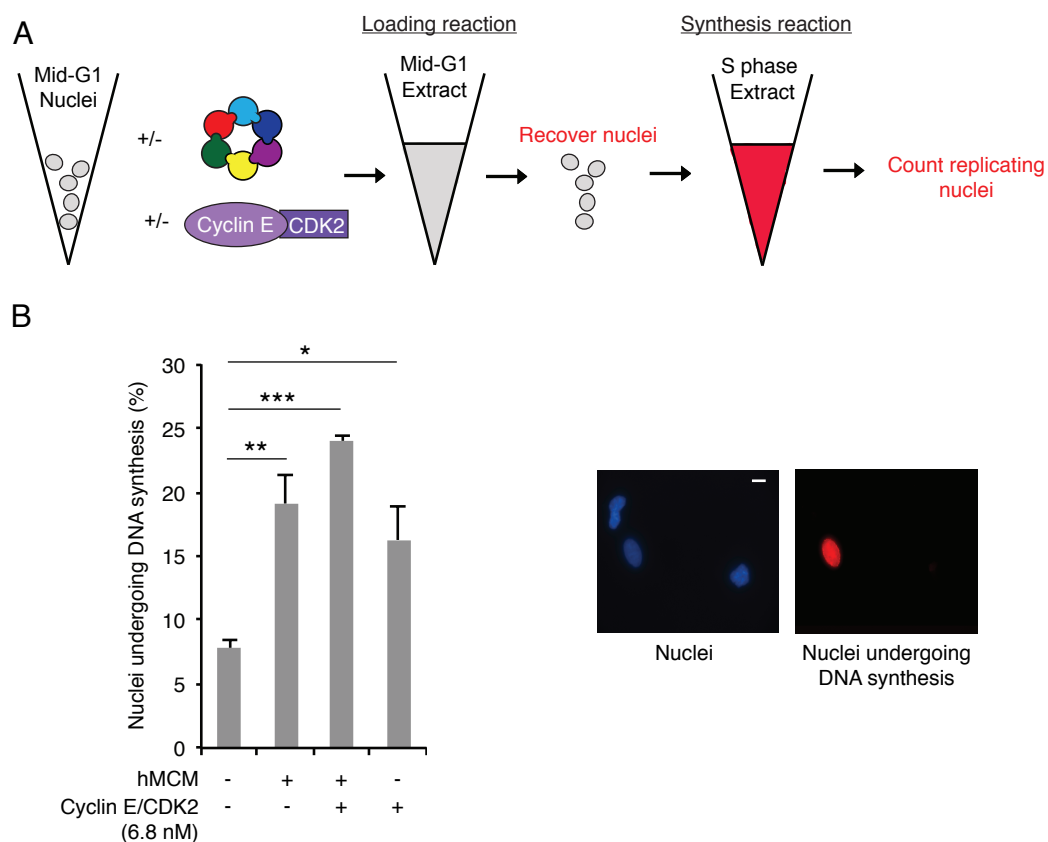 A
Loading reaction
Synthesis reaction
Mid-G1
Nuclei
+/-
+/-
Cyclin E
CDK2
Mid-G1
Extract
Recover nuclei
S phase
Extract
Count replicating
nuclei
B
Nuclei undergoing DNA synthesis (%)
30
25
20
15
10
5
0
*
***
**
hMCM - + + -
Cyclin E/CDK2 - - + +
(6.8 nM)
Nuclei
Nuclei undergoing
DNA synthesis